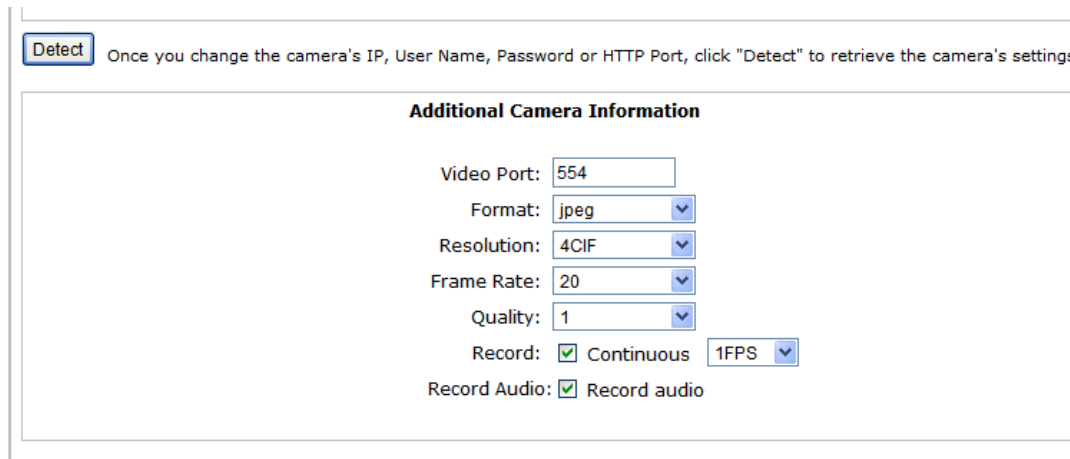 Detect Once you change the camera's IP, User Name, Password or HTTP Port, click "Detect" to retrieve the camera's settings
Additional Camera Information
Video Port: 554
Format: jpeg
Resolution: 4CIF
Frame Rate: 20
Quality: 1
Record: Continuous 1FPS
Record Audio: Record audio